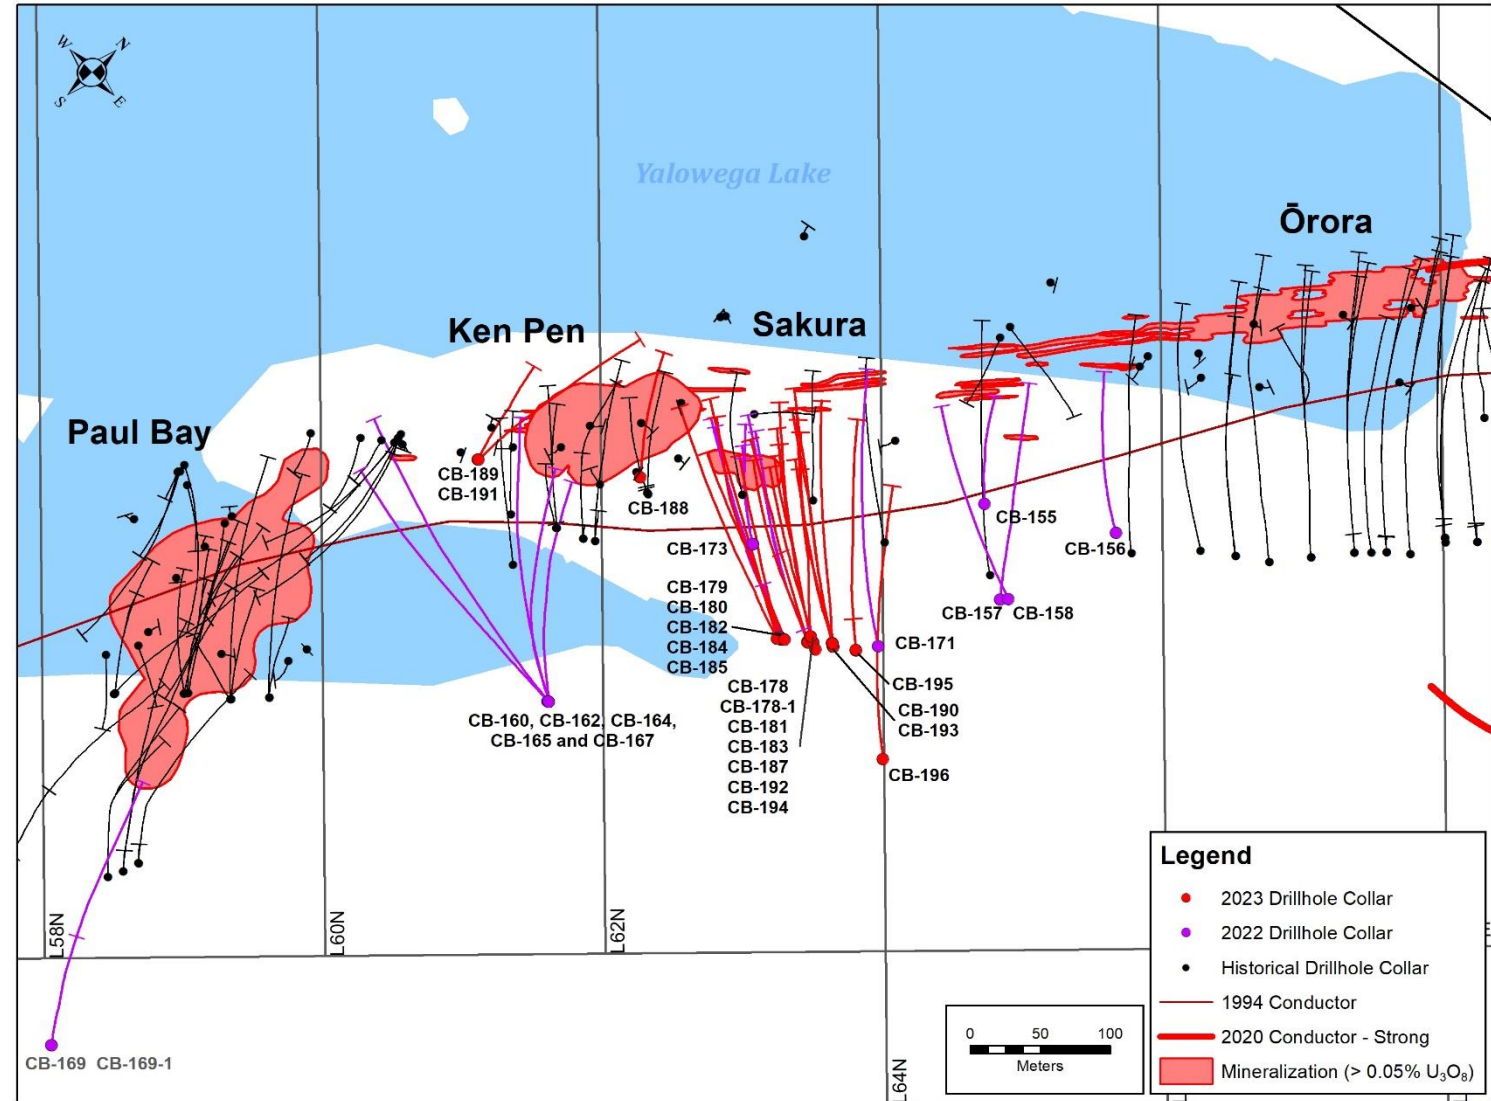 W
N
S
E
Yalowega Lake
Ōrora
Ken Pen
Sakura
Paul Bay
CB-189
CB-191
CB-188
CB-173
CB-155
CB-156
CB-179
CB-180
CB-182
CB-184
CB-185
CB-157
CB-158
CB-171
CB-178
CB-178-1
CB-181
CB-183
CB-187
CB-192
CB-194
CB-195
CB-190
CB-193
CB-160, CB-162, CB-164,
CB-165 and CB-167
CB-196
L58N
L60N
L62N
L64N
CB-169 CB-169-1
0 50 100
Meters
Legend
2023 Drillhole Collar
2022 Drillhole Collar
Historical Drillhole Collar
1994 Conductor
2020 Conductor - Strong
Mineralization (> 0.05% U₃O₈)